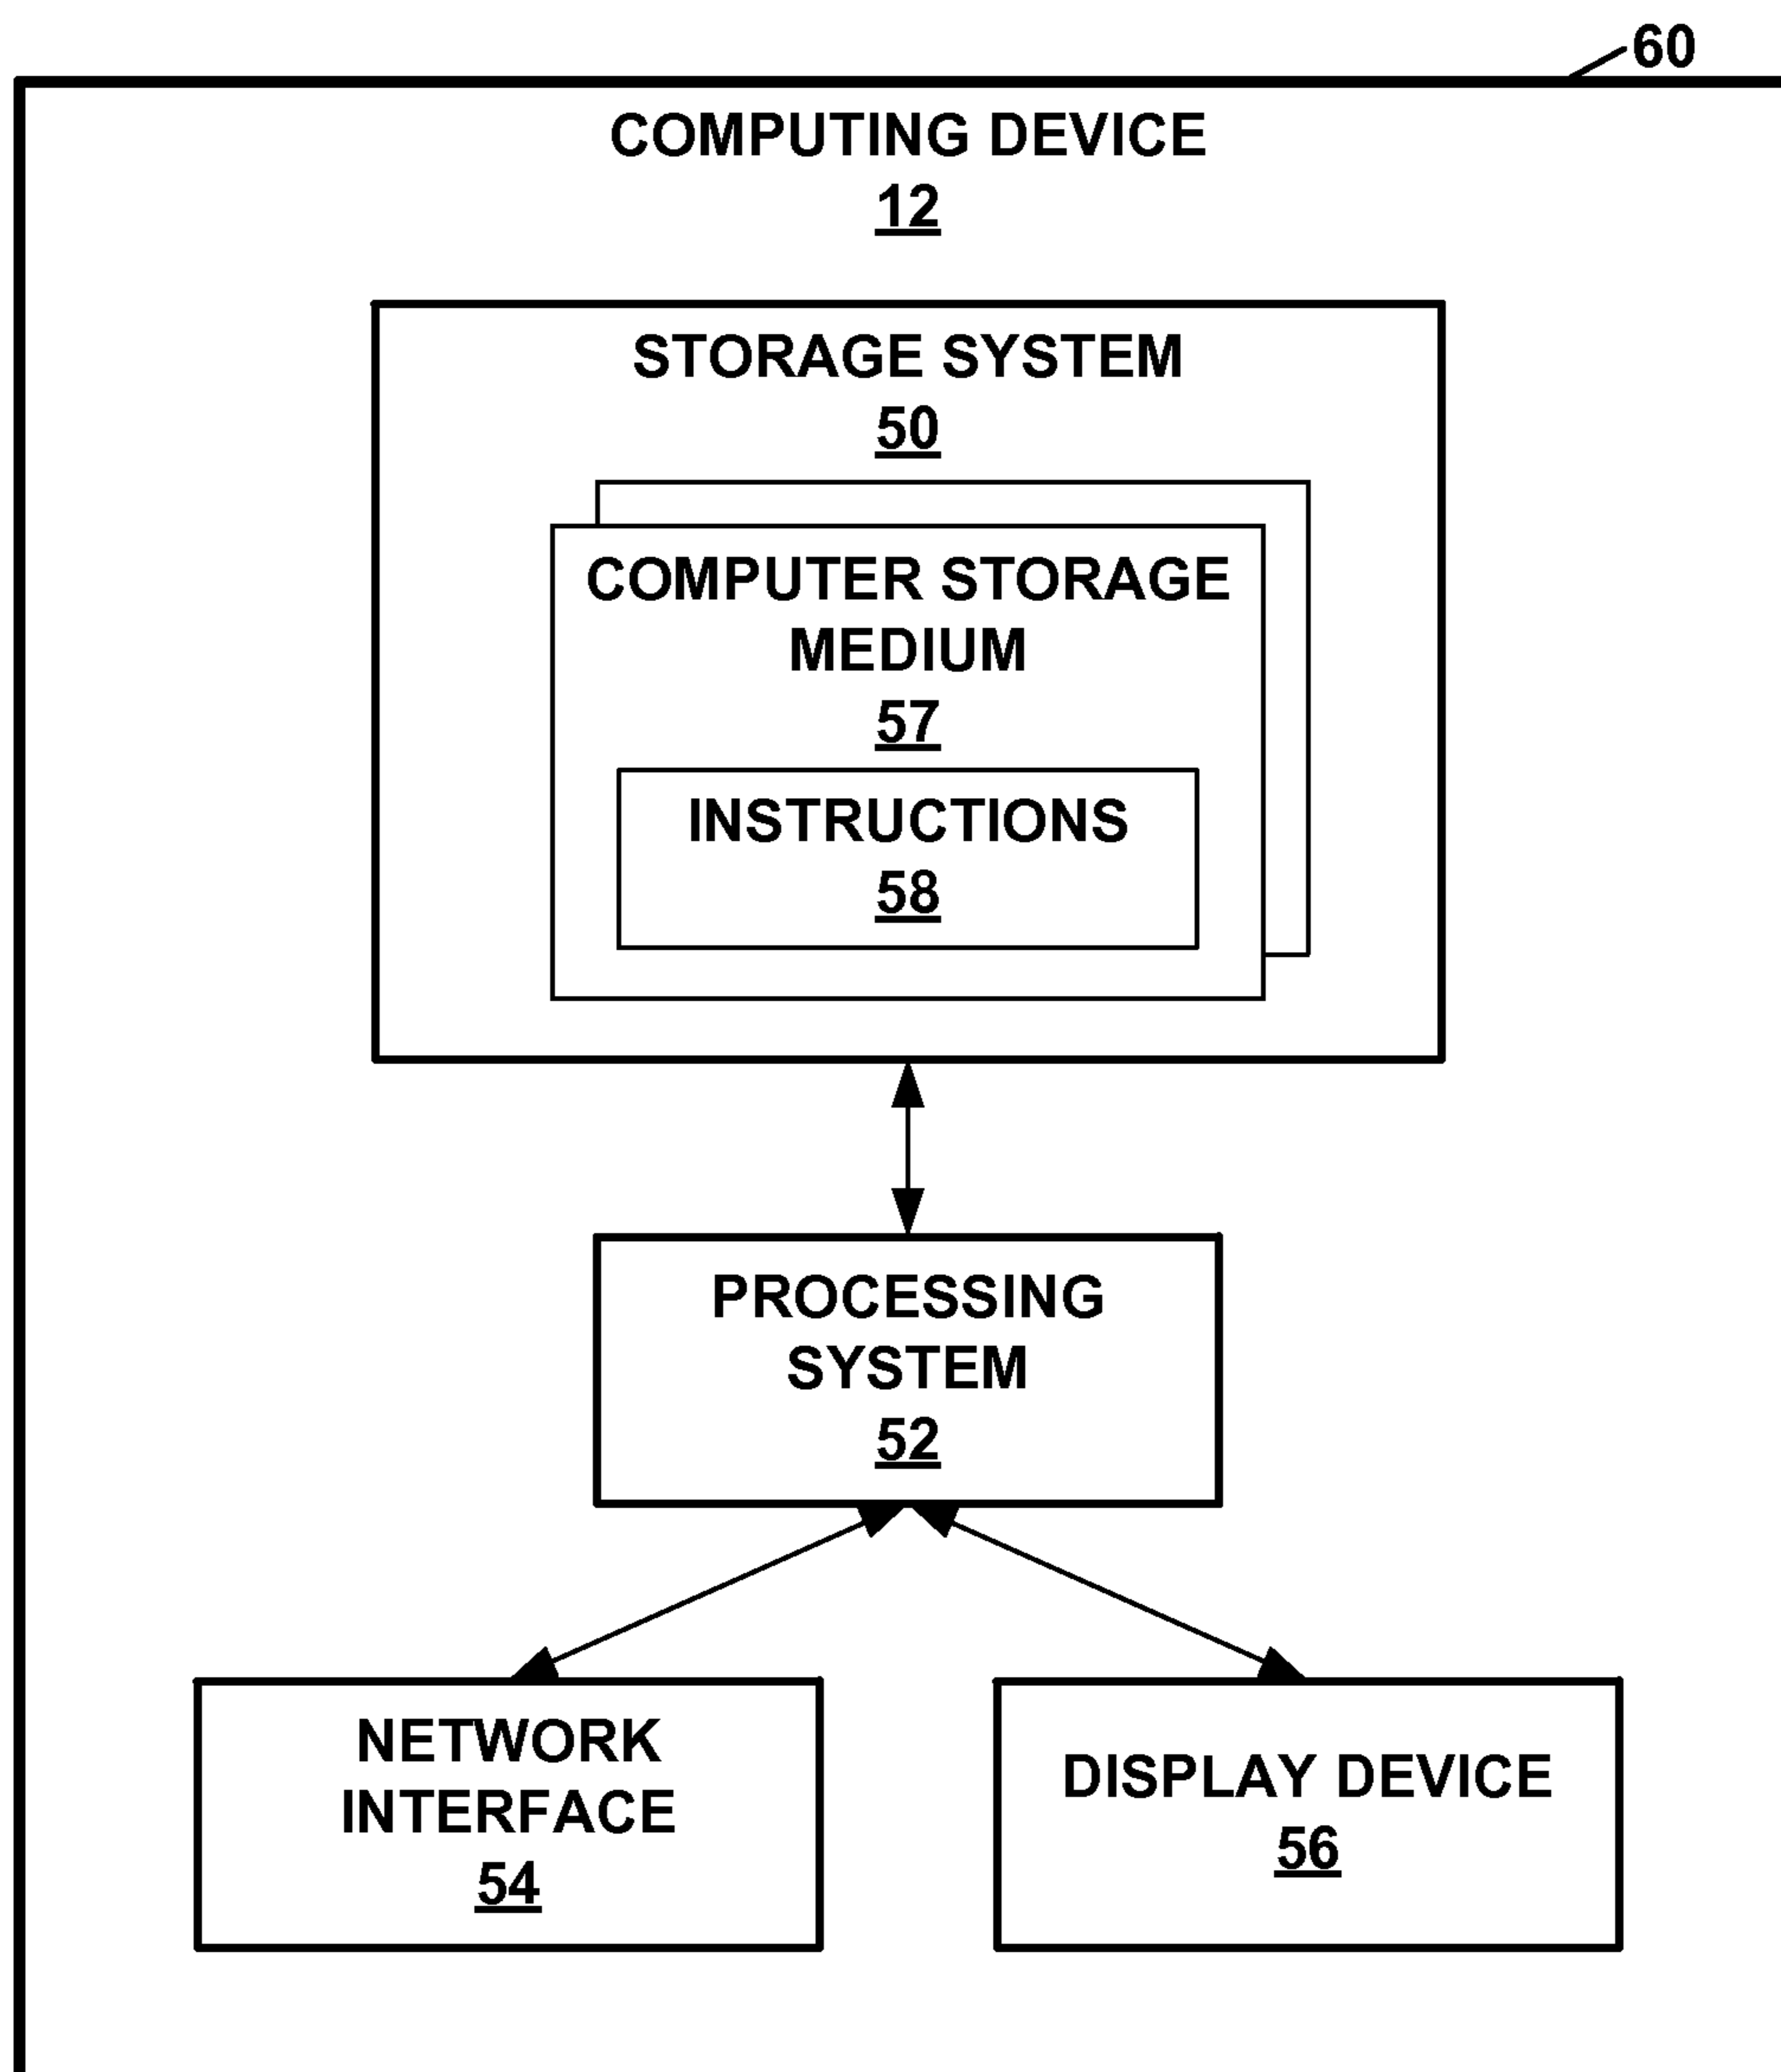 60
COMPUTING DEVICE
12
STORAGE SYSTEM
50
COMPUTER STORAGE
MEDIUM
57
INSTRUCTIONS
58
PROCESSING
SYSTEM
52
NETWORK
INTERFACE
54
DISPLAY DEVICE
56